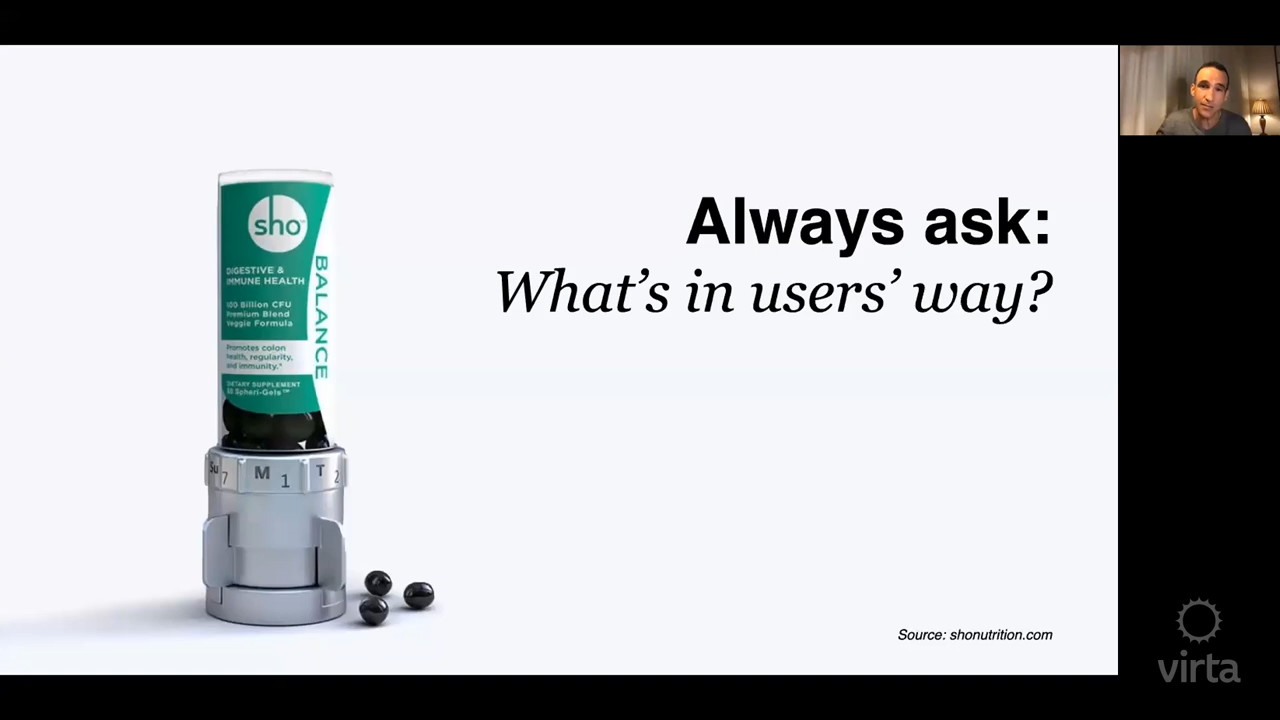 sho™
DIGESTIVE &
IMMUNE HEALTH
100 Billion CFU
Premium Blend
Veggie Formula
Promotes colon
health, regularity,
and immunity.*
DIETARY SUPPLEMENT
60 Spheri-Gels™
BALANCE
Su 7 M 1 T 2
Always ask:
What's in users' way?
Source: shonutrition.com
virta